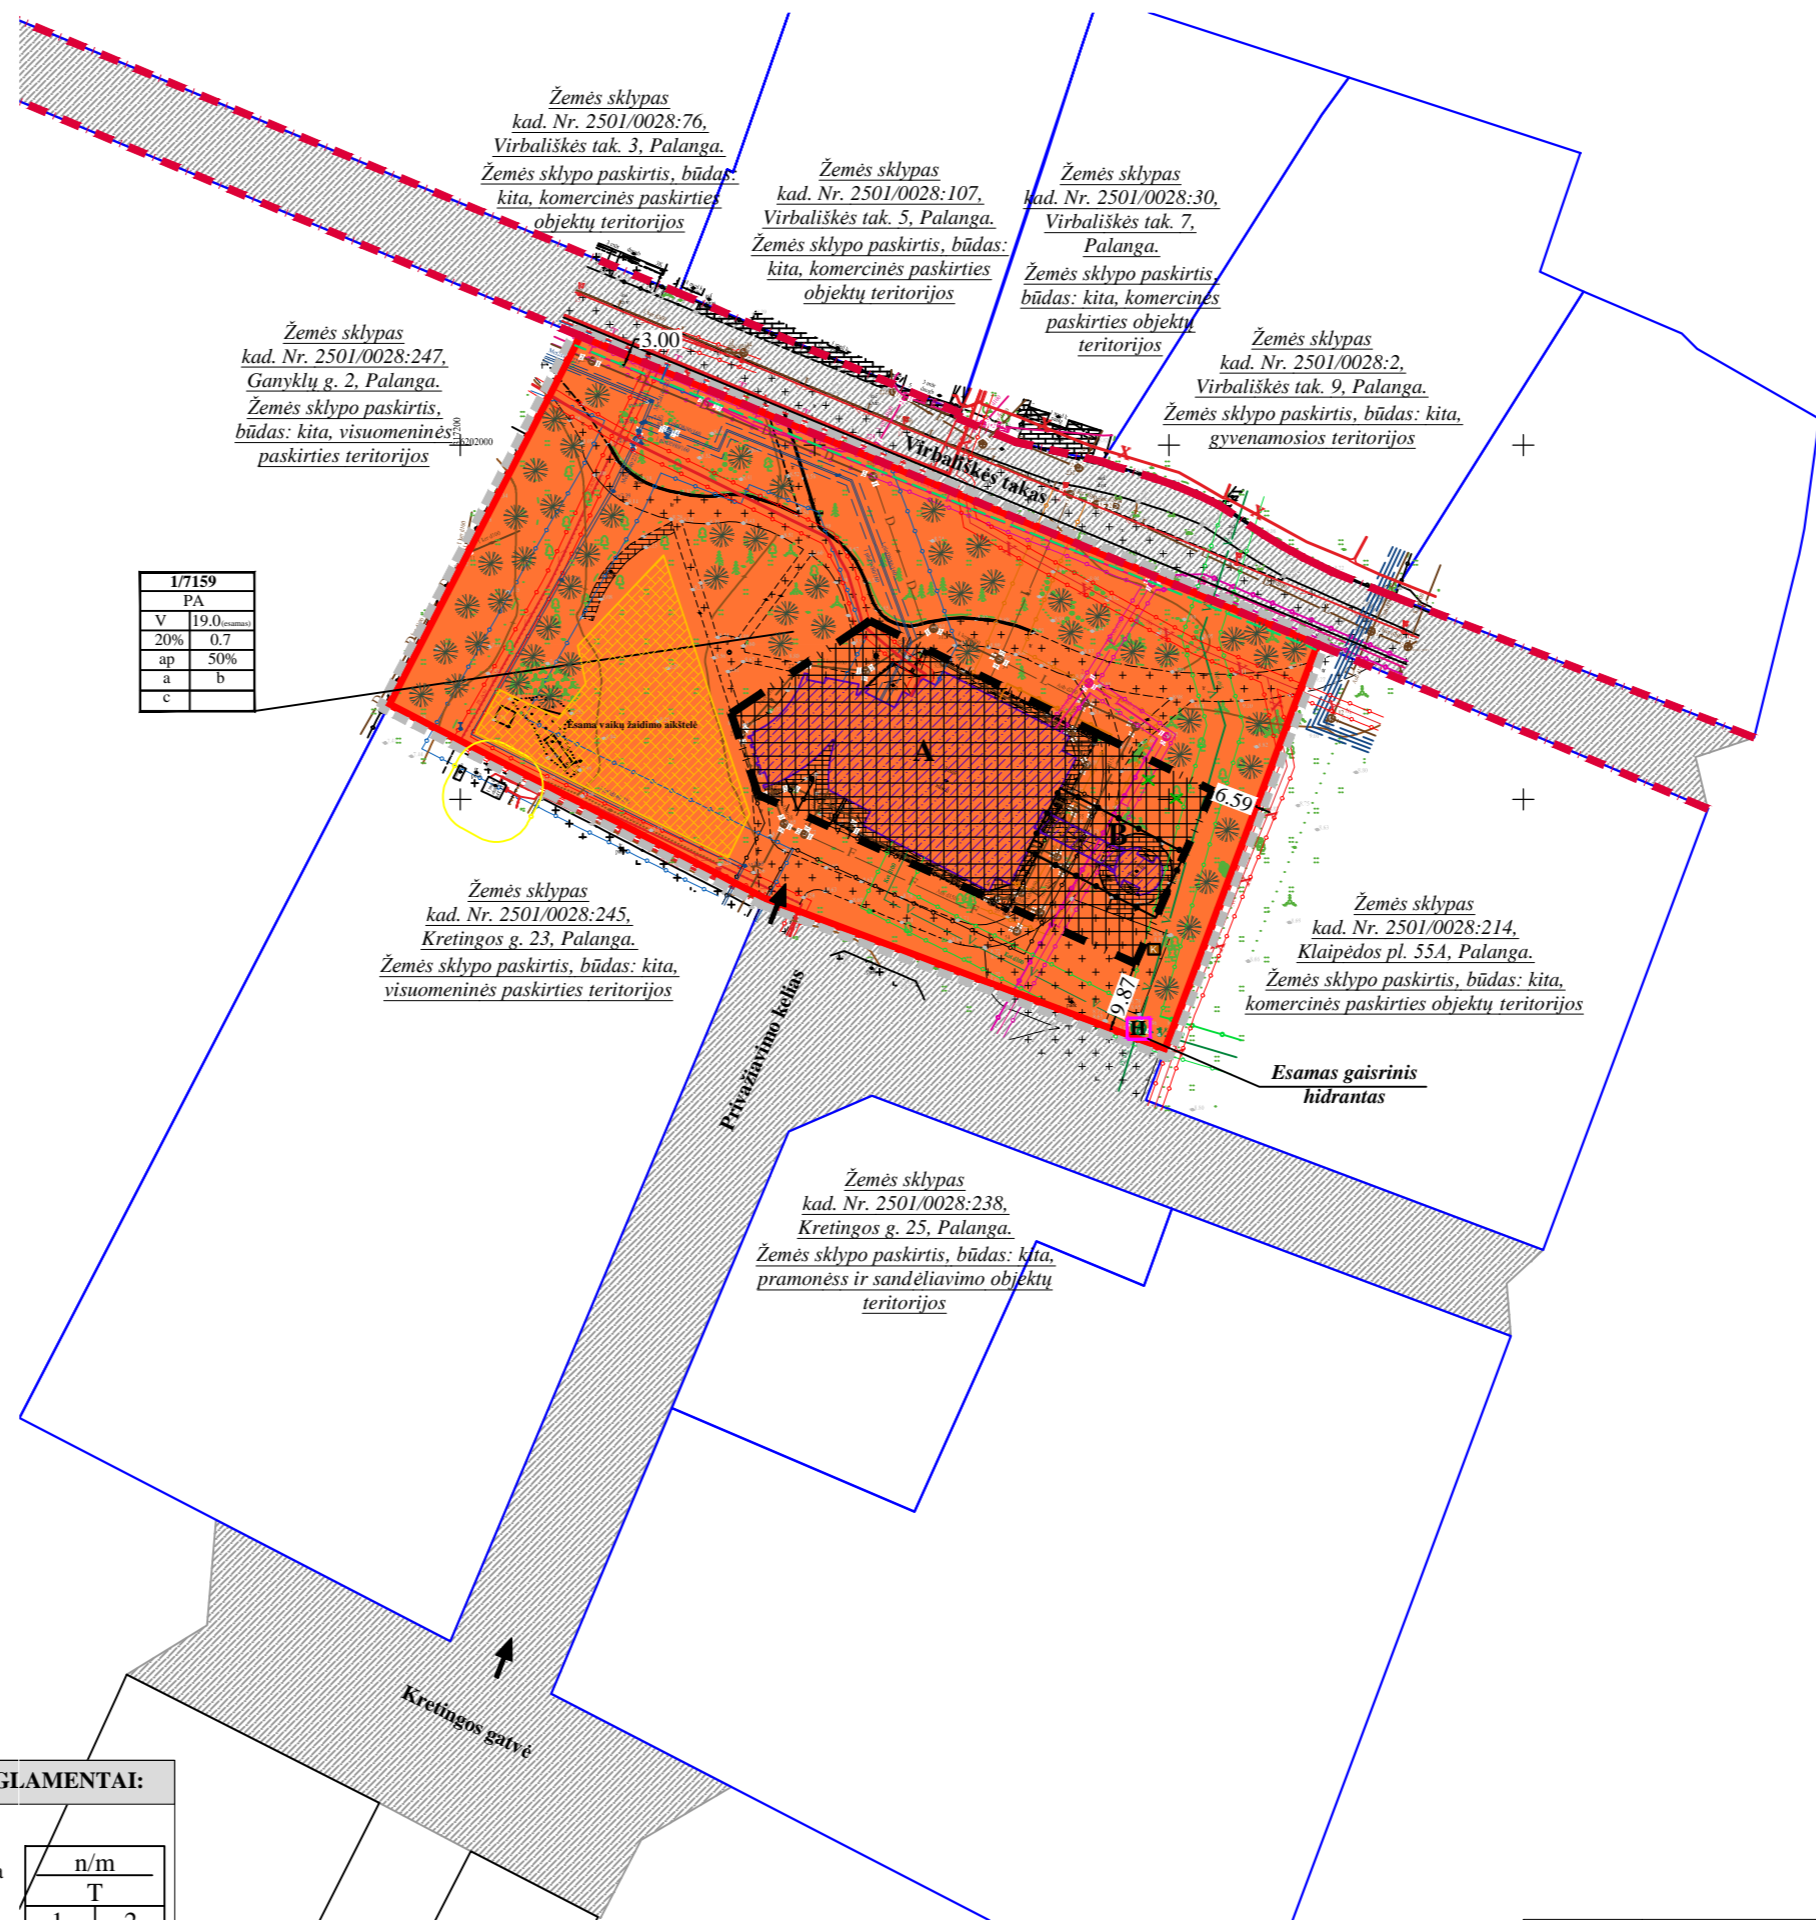 Žemės sklypas
kad. Nr. 2501/0028:76,
Virbališkės tak. 3, Palanga.
Žemės sklypo paskirtis, būdas:
kita, komercinės paskirties
objektų teritorijos
Žemės sklypas
kad. Nr. 2501/0028:107,
Virbališkės tak. 5, Palanga.
Žemės sklypo paskirtis, būdas:
kita, komercinės paskirties
objektų teritorijos
Žemės sklypas
kad. Nr. 2501/0028:30,
Virbališkės tak. 7,
Palanga.
Žemės sklypo paskirtis,
būdas: kita, komercinės
paskirties objektų
teritorijos
Žemės sklypas
kad. Nr. 2501/0028:247,
Ganyklų g. 2, Palanga.
Žemės sklypo paskirtis,
būdas: kita, visuomeninės
paskirties teritorijos
Žemės sklypas
kad. Nr. 2501/0028:2,
Virbališkės tak. 9, Palanga.
Žemės sklypo paskirtis, būdas: kita,
gyvenamosios teritorijos
3.00
6202000
Virbališkės takas
1/7159
PA
V 19.0(esamas)
20% 0.7
ap 50%
a b
c
Esama vaikų žaidimo aikštelė
A
B
6.59
9.87
K
H
Žemės sklypas
kad. Nr. 2501/0028:245,
Kretingos g. 23, Palanga.
Žemės sklypo paskirtis, būdas: kita,
visuomeninės paskirties teritorijos
Žemės sklypas
kad. Nr. 2501/0028:214,
Klaipėdos pl. 55A, Palanga.
Žemės sklypo paskirtis, būdas: kita,
komercinės paskirties objektų teritorijos
Esamas gaisrinis
hidrantas
Privažiavimo kelias
Žemės sklypas
kad. Nr. 2501/0028:238,
Kretingos g. 25, Palanga.
Žemės sklypo paskirtis, būdas: kita,
pramonėss ir sandėliavimo objektų
teritorijos
Kretingos gatvė
GLAMENTAI:
n/m
T
1 2